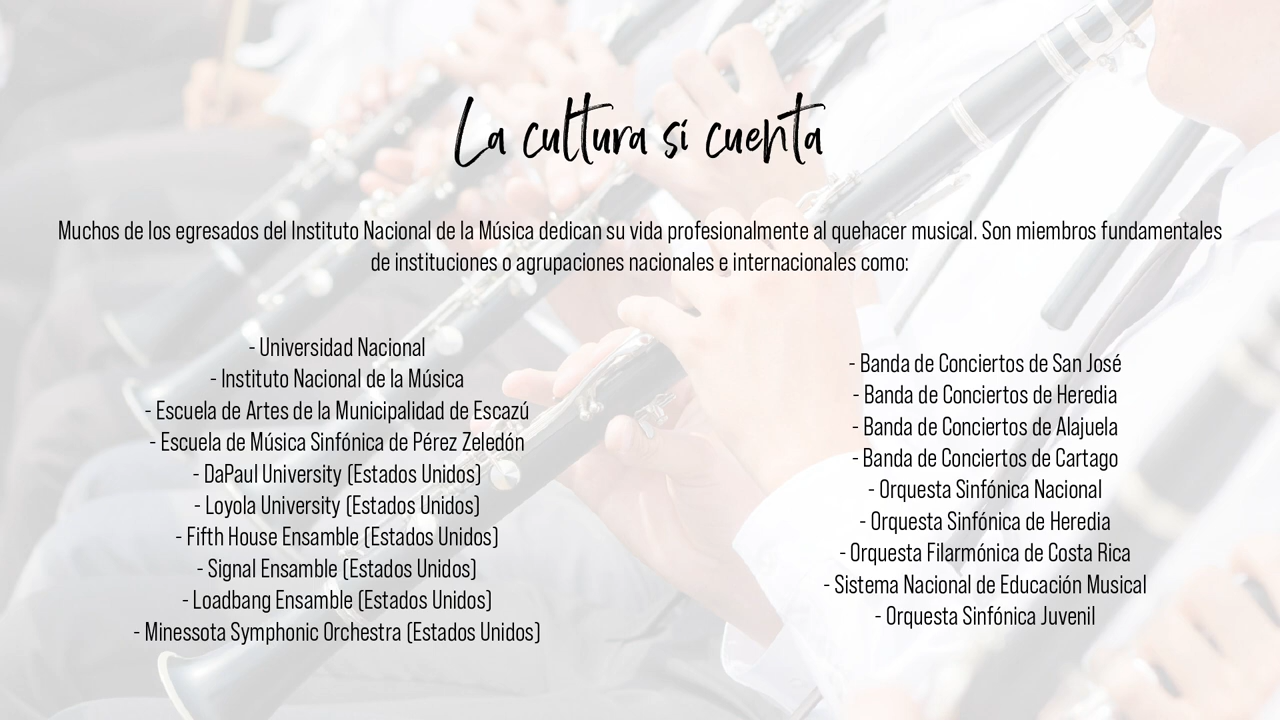 La cultura sí cuenta
Muchos de los egresados del Instituto Nacional de la Música dedican su vida profesionalmente al quehacer musical. Son miembros fundamentales
de instituciones o agrupaciones nacionales e internacionales como:
- Universidad Nacional
- Instituto Nacional de la Música
- Escuela de Artes de la Municipalidad de Escazú
- Escuela de Música Sinfónica de Pérez Zeledón
- DaPaul University (Estados Unidos)
- Loyola University (Estados Unidos)
- Fifth House Ensamble (Estados Unidos)
- Signal Ensamble (Estados Unidos)
- Loadbang Ensamble (Estados Unidos)
- Minessota Symphonic Orchestra (Estados Unidos)
- Banda de Conciertos de San José
- Banda de Conciertos de Heredia
- Banda de Conciertos de Alajuela
- Banda de Conciertos de Cartago
- Orquesta Sinfónica Nacional
- Orquesta Sinfónica de Heredia
- Orquesta Filarmónica de Costa Rica
- Sistema Nacional de Educación Musical
- Orquesta Sinfónica Juvenil